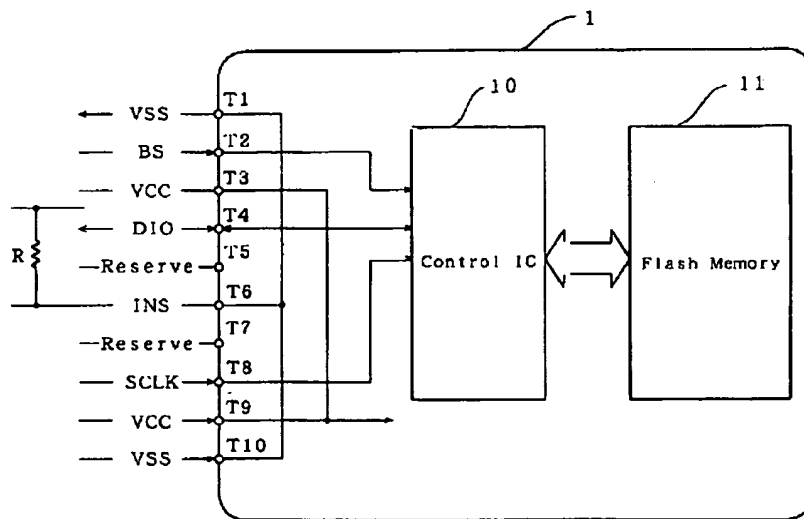 1
VSS T1
BS T2
VCC T3
DIO T4
R
T5
Reserve
INS T6
T7
Reserve
SCLK T8
VCC T9
VSS T10
10
Control IC
11
Flash Memory